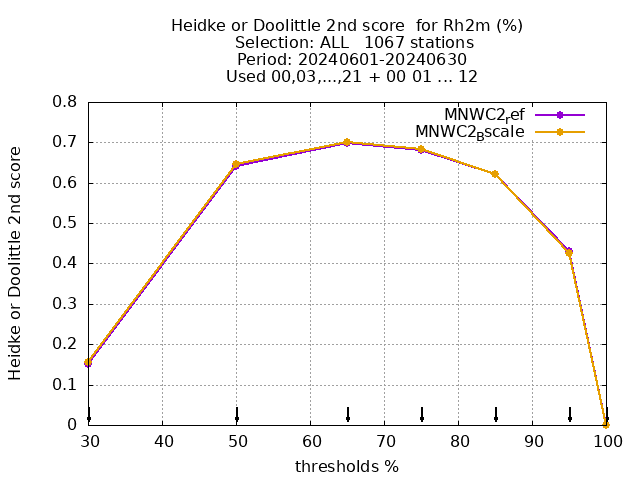 Heidke or Doolittle 2nd score  for Rh2m (%)
Selection: ALL   1067 stations
Period: 20240601-20240630
Used 00,03,...,21 + 00 01 ... 12
MNWC2ref
MNWC2Bscale
Heidke or Doolittle 2nd score
0.8
0.7
0.6
0.5
0.4
0.3
0.2
0.1
0
30 40 50 60 70 80 90 100
thresholds %